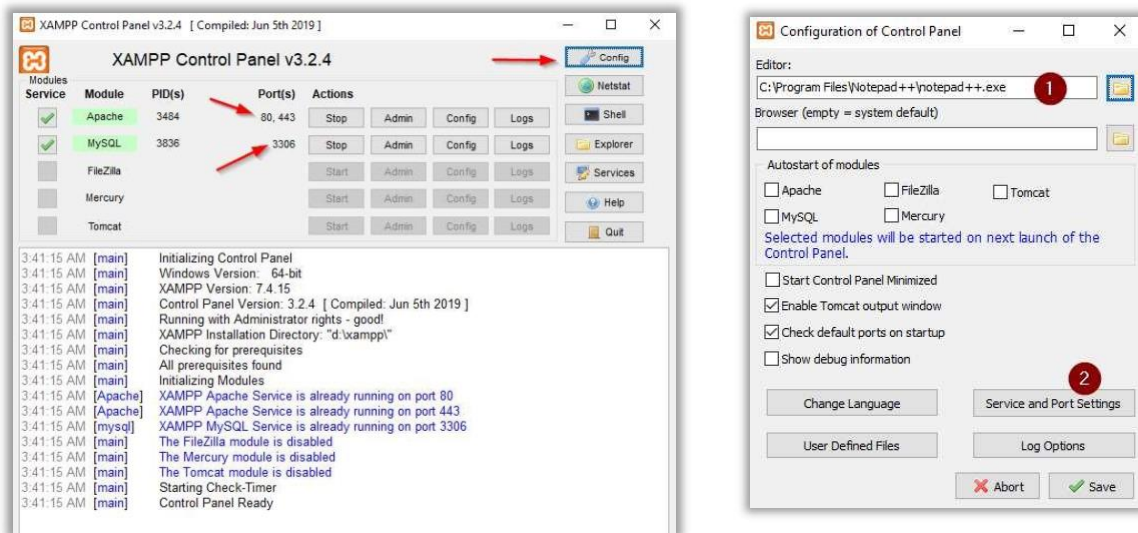 XAMPP Control Panel v3.2.4 [ Compiled: Jun 5th 2019 ]
XAMPP Control Panel v3.2.4
Config
Modules
Service Module PID(s) Port(s) Actions
Netstat
Apache 3484 80, 443 Stop Admin Config Logs
Shell
MySQL 3836 3306 Stop Admin Config Logs
Explorer
FileZilla Start Admin Config Logs
Services
Mercury Start Admin Config Logs
Help
Tomcat Start Admin Config Logs
Quit
3:41:15 AM [main] Initializing Control Panel
3:41:15 AM [main] Windows Version: 64-bit
3:41:15 AM [main] XAMPP Version: 7.4.15
3:41:15 AM [main] Control Panel Version: 3.2.4 [ Compiled: Jun 5th 2019 ]
3:41:15 AM [main] Running with Administrator rights - good!
3:41:15 AM [main] XAMPP Installation Directory: "d:\xampp\"
3:41:15 AM [main] Checking for prerequisites
3:41:15 AM [main] All prerequisites found
3:41:15 AM [main] Initializing Modules
3:41:15 AM [Apache] XAMPP Apache Service is already running on port 80
3:41:15 AM [Apache] XAMPP Apache Service is already running on port 443
3:41:15 AM [mysql] XAMPP MySQL Service is already running on port 3306
3:41:15 AM [main] The FileZilla module is disabled
3:41:15 AM [main] The Mercury module is disabled
3:41:15 AM [main] The Tomcat module is disabled
3:41:15 AM [main] Starting Check-Timer
3:41:15 AM [main] Control Panel Ready
Configuration of Control Panel
Editor:
C:\Program Files\Notepad++\notepad++.exe 1
Browser (empty = system default)
Autostart of modules
Apache FileZilla Tomcat
MySQL Mercury
Selected modules will be started on next launch of the
Control Panel.
Start Control Panel Minimized
Enable Tomcat output window
Check default ports on startup
Show debug information
2
Change Language Service and Port Settings
User Defined Files Log Options
Abort Save